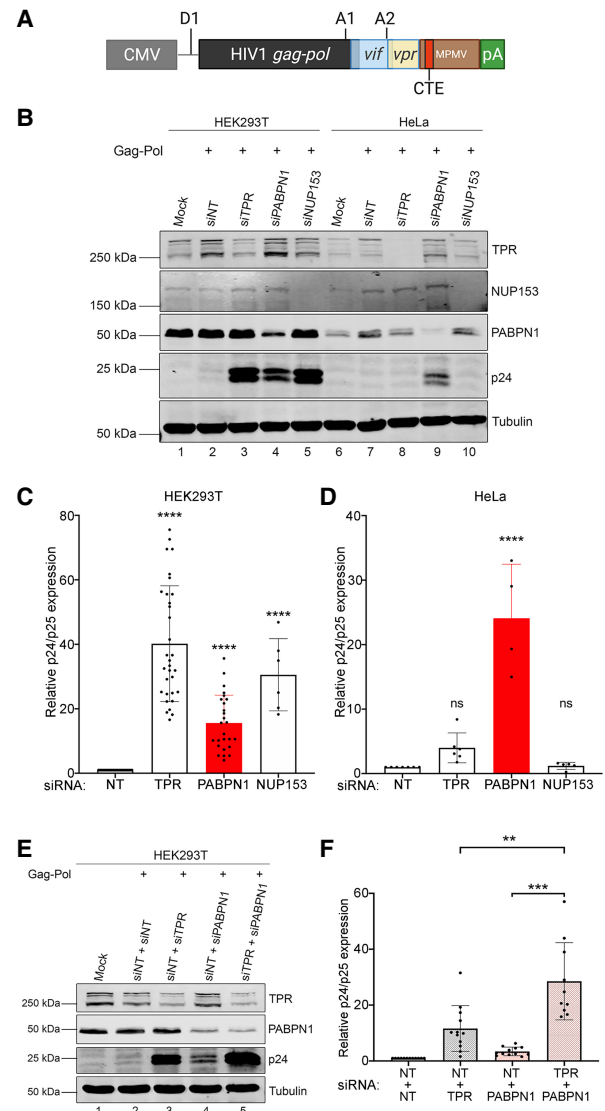 A
D1 A1 A2
CMV HIV1 gag-pol vif vpr MPMV pA
CTE
B
HEK293T HeLa
Gag-Pol + + + + + + + +
Mock siNT siTPR siPABPN1 siNUP153 Mock siNT siTPR siPABPN1 siNUP153
250 kDa TPR
150 kDa NUP153
50 kDa PABPN1
25 kDa p24
50 kDa Tubulin
1 2 3 4 5 6 7 8 9 10
C
HEK293T
Relative p24/p25 expression
80
60
40
20
0
**** **** ****
siRNA: NT TPR PABPN1 NUP153
D
HeLa
Relative p24/p25 expression
40
30
20
10
0
ns **** ns
siRNA: NT TPR PABPN1 NUP153
E
HEK293T
Gag-Pol + + + +
Mock siNT + siNT siNT + siTPR siNT + siPABPN1 siTPR + siPABPN1
250 kDa TPR
50 kDa PABPN1
25 kDa p24
50 kDa Tubulin
1 2 3 4 5
F
Relative p24/p25 expression
60
40
20
0
**
***
NT NT NT TPR
siRNA: + + + +
NT TPR PABPN1 PABPN1